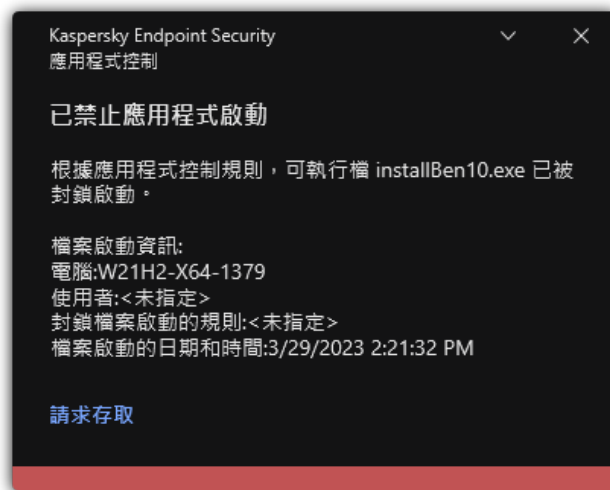 Kaspersky Endpoint Security
應用程式控制
已禁止應用程式啟動
根據應用程式控制規則，可執行檔 installBen10.exe 已被
封鎖啟動。
檔案啟動資訊:
電腦:W21H2-X64-1379
使用者:<未指定>
封鎖檔案啟動的規則:<未指定>
檔案啟動的日期和時間:3/29/2023 2:21:32 PM
請求存取